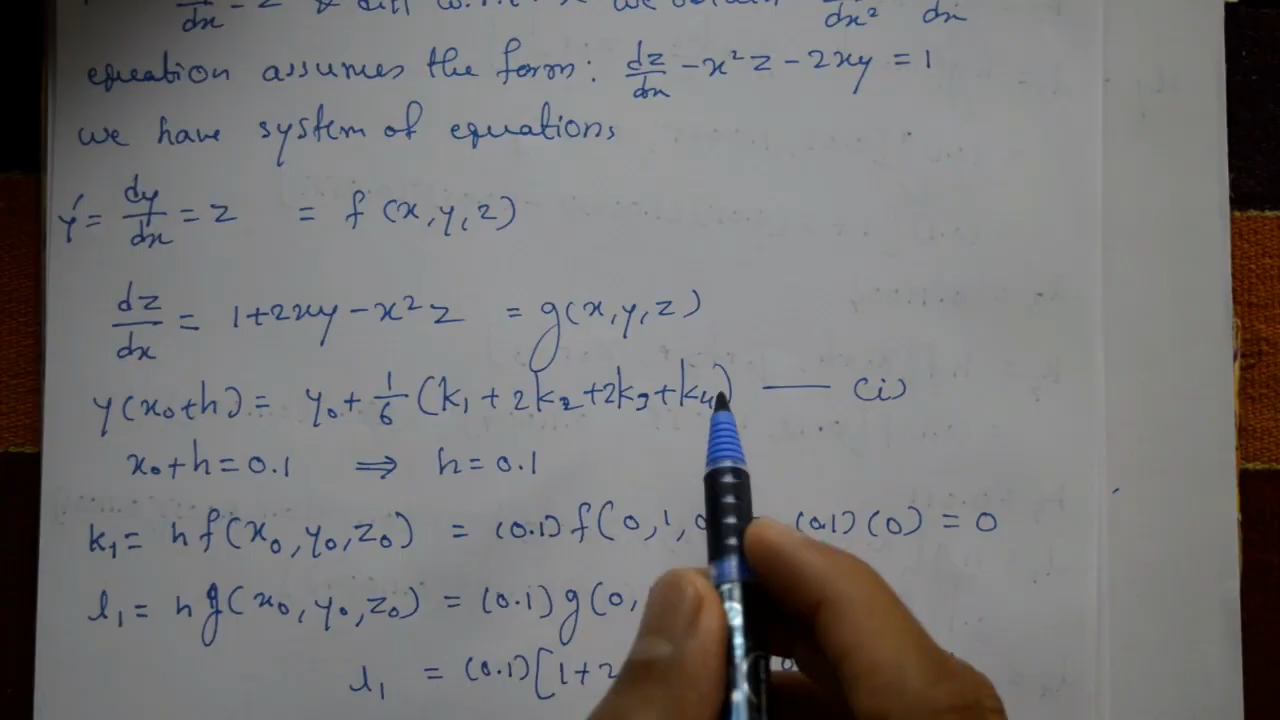 dx
dx² dx
equation assumes the form: dz/dx - x²z - 2xy = 1
we have system of equations
y' = dy/dx = z = f(x,y,z)
dz/dx = 1+2xy-x²z = g(x,y,z)
y(x₀+h) = y₀ + 1/6 (k₁ + 2k₂ + 2k₃ + k₄) — (i)
x₀+h = 0.1 ⇒ h = 0.1
k₁ = h f(x₀, y₀, z₀) = (0.1) f(0, 1, (0.1)(0) = 0
l₁ = h g(x₀, y₀, z₀) = (0.1) g(0,
l₁ = (0.1)[1+2